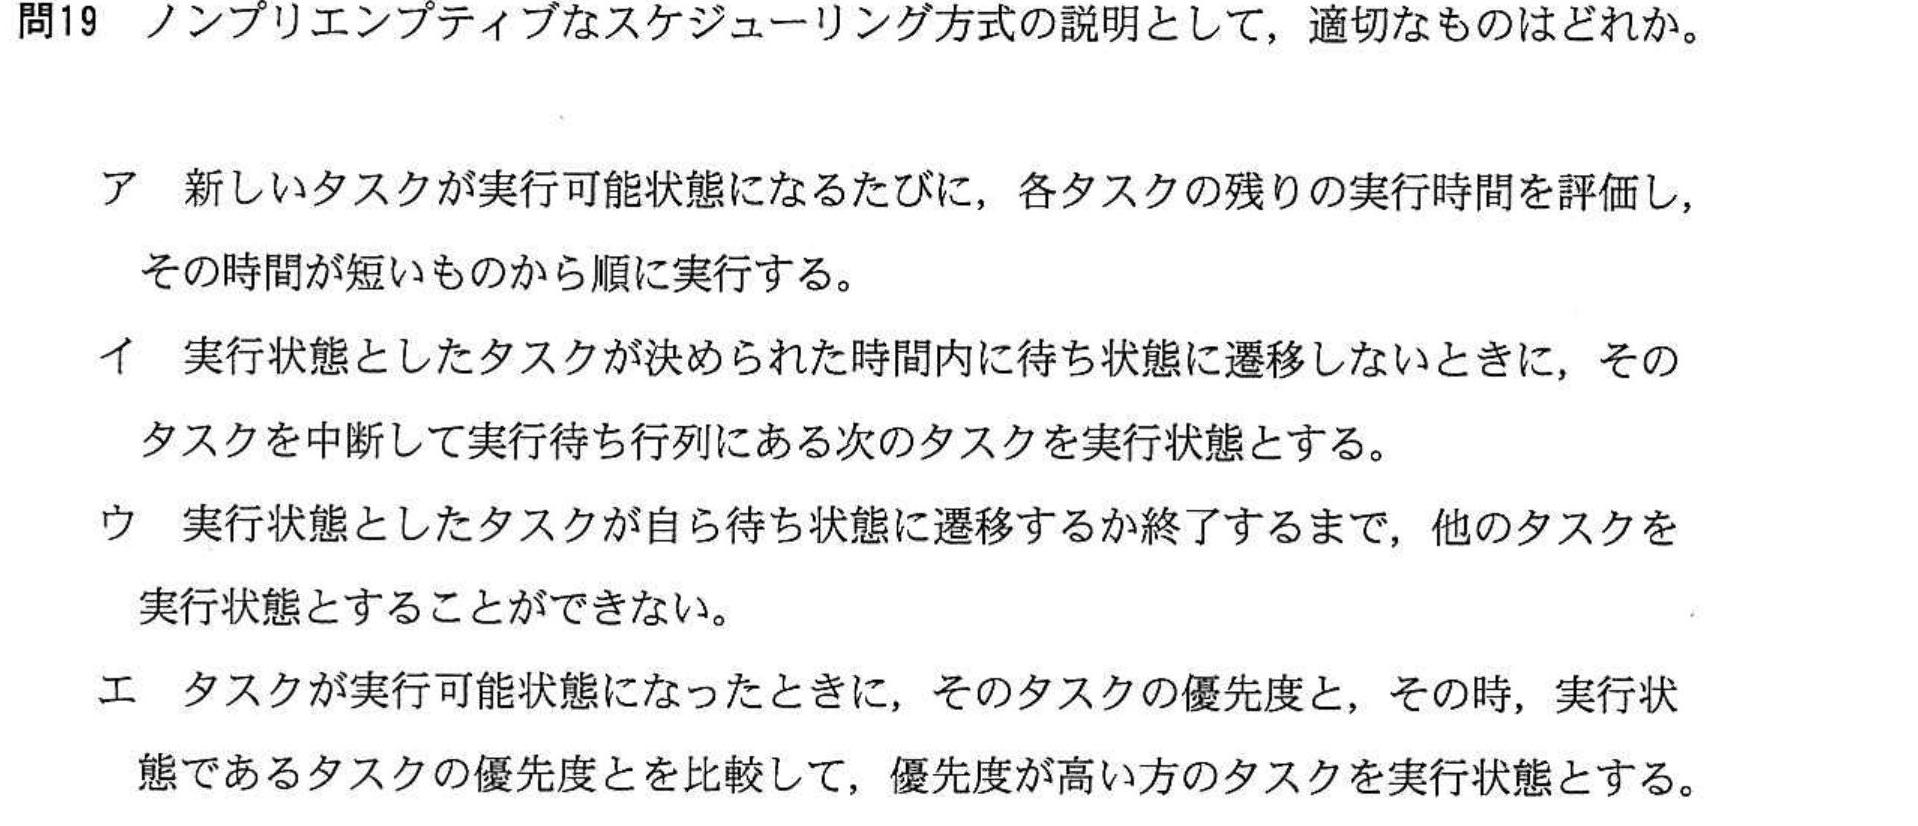 問19 ノンプリエンプティブなスケジューリング方式の説明として，適切なものはどれか。
ア 新しいタスクが実行可能状態になるたびに，各タスクの残りの実行時間を評価し，
その時間が短いものから順に実行する。
イ 実行状態としたタスクが決められた時間内に待ち状態に遷移しないときに，その
タスクを中断して実行待ち行列にある次のタスクを実行状態とする。
ウ 実行状態としたタスクが自ら待ち状態に遷移するか終了するまで，他のタスクを
実行状態とすることができない。
エ タスクが実行可能状態になったときに，そのタスクの優先度と，その時，実行状
態であるタスクの優先度とを比較して，優先度が高い方のタスクを実行状態とする。